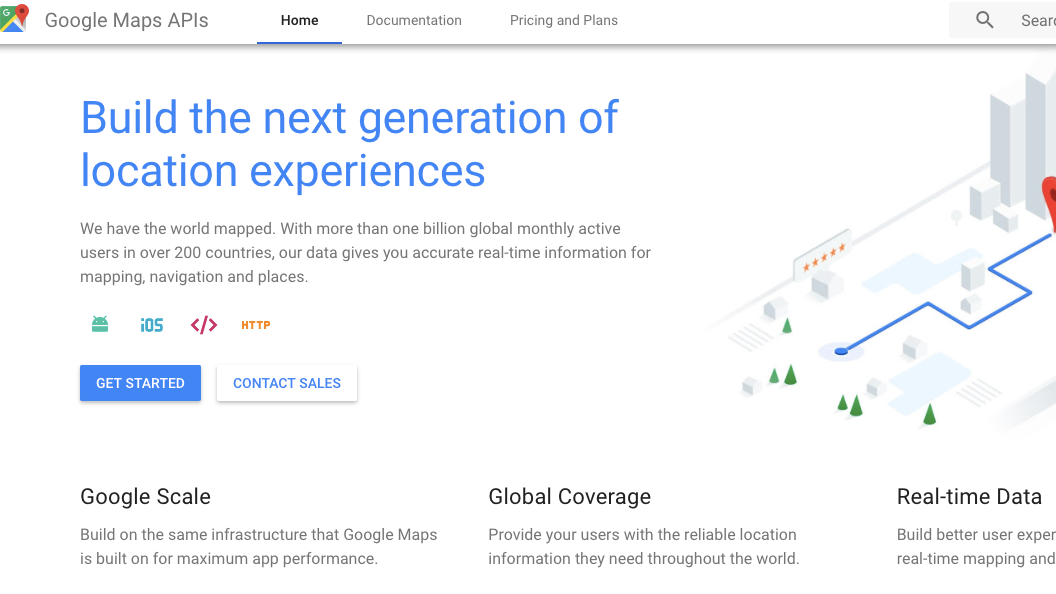 Google Maps APIs
Home
Documentation
Pricing and Plans
Build the next generation of
location experiences
We have the world mapped. With more than one billion global monthly active
users in over 200 countries, our data gives you accurate real-time information for
mapping, navigation and places.
iOS
</>
HTTP
GET STARTED
CONTACT SALES
Google Scale
Build on the same infrastructure that Google Maps
is built on for maximum app performance.
Global Coverage
Provide your users with the reliable location
information they need throughout the world.
Real-time Data
Build better user
real-time mapping and